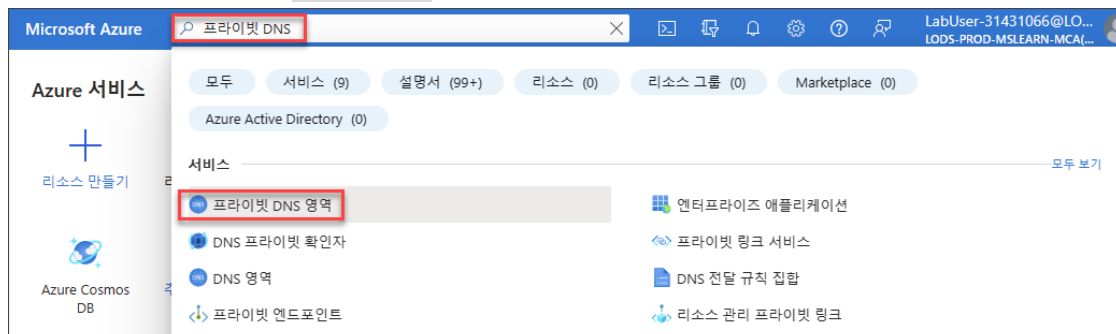 Microsoft Azure
프라이빗 DNS
LabUser-31431066@LO...
LODS-PROD-MSLEARN-MCA(...
Azure 서비스
모두
서비스 (9)
설명서 (99+)
리소스 (0)
리소스 그룹 (0)
Marketplace (0)
Azure Active Directory (0)
리소스 만들기
서비스
모두 보기
프라이빗 DNS 영역
엔터프라이즈 애플리케이션
DNS 프라이빗 확인자
프라이빗 링크 서비스
DNS 영역
DNS 전달 규칙 집합
프라이빗 엔드포인트
리소스 관리 프라이빗 링크
Azure Cosmos
DB